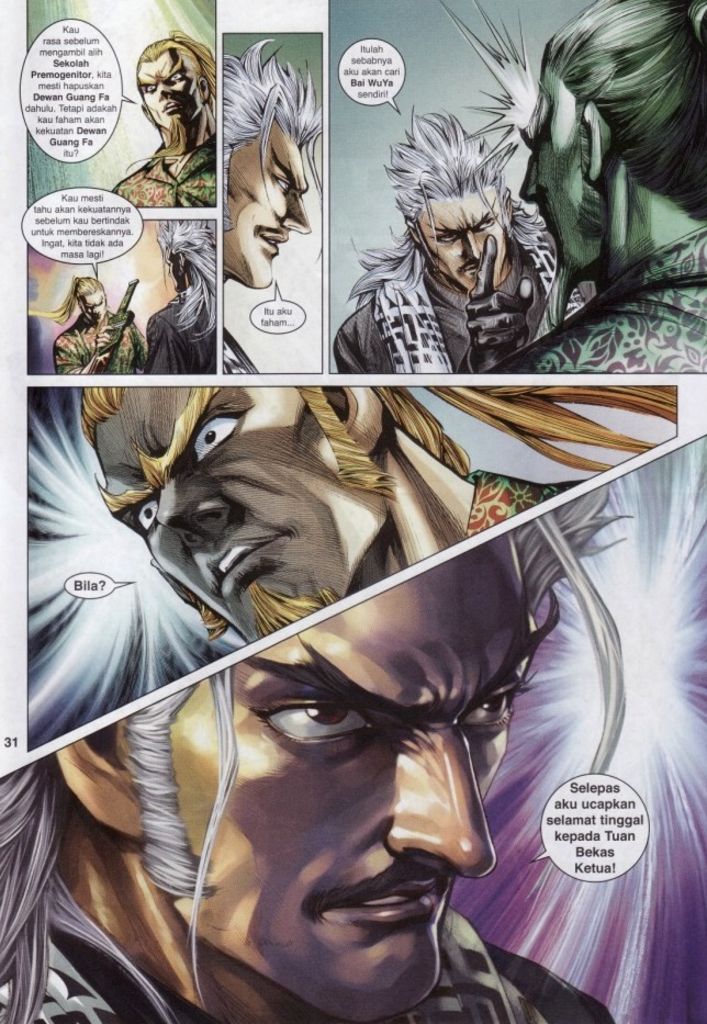 Kau
rasa sebelum
mengambil alih
Sekolah
Premogenitor, kita
mesti hapuskan
Dewan Guang Fa
dahulu. Tetapi adakah
kau faham akan
kekuatan Dewan
Guang Fa
itu?
Kau mesti
tahu akan kekuatannya
sebelum kau bertindak
untuk membereskannya.
Ingat, kita tidak ada
masa lagi!
Itu aku
faham...
Itulah
sebabnya
aku akan cari
Bai WuYa
sendiri!
Bila?
Selepas
aku ucapkan
selamat tinggal
kepada Tuan
Bekas
Ketua!
31